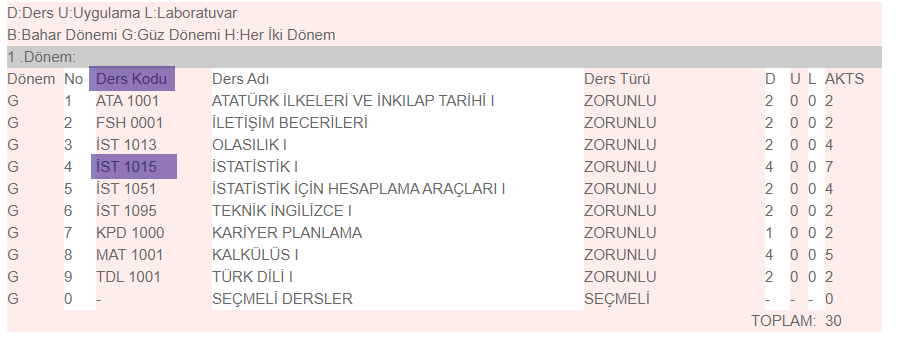 D:Ders U:Uygulama L:Laboratuvar
B:Bahar Dönemi G:Güz Dönemi H:Her İki Dönem
1 .Dönem:
Dönem No Ders Kodu Ders Adı Ders Türü D U L AKTS
G 1 ATA 1001 ATATÜRK İLKELERİ VE İNKILAP TARİHİ I ZORUNLU 2 0 0 2
G 2 FSH 0001 İLETİŞİM BECERİLERİ ZORUNLU 2 0 0 2
G 3 İST 1013 OLASILIK I ZORUNLU 2 0 0 4
G 4 İST 1015 İSTATİSTİK I ZORUNLU 4 0 0 7
G 5 İST 1051 İSTATİSTİK İÇİN HESAPLAMA ARAÇLARI I ZORUNLU 2 0 0 4
G 6 İST 1095 TEKNİK İNGİLİZCE I ZORUNLU 2 0 0 2
G 7 KPD 1000 KARİYER PLANLAMA ZORUNLU 1 0 0 2
G 8 MAT 1001 KALKÜLÜS I ZORUNLU 4 0 0 5
G 9 TDL 1001 TÜRK DİLİ I ZORUNLU 2 0 0 2
G 0 - SEÇMELİ DERSLER SEÇMELİ - - - 0
TOPLAM: 30